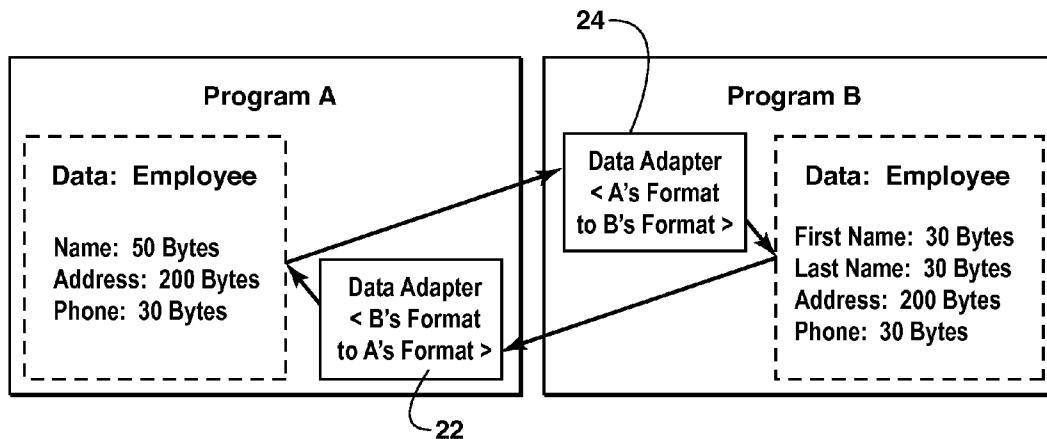 24
Program A
Data: Employee
Name: 50 Bytes
Address: 200 Bytes
Phone: 30 Bytes
Data Adapter
< B's Format
to A's Format >
22
Program B
Data Adapter
< A's Format
to B's Format >
Data: Employee
First Name: 30 Bytes
Last Name: 30 Bytes
Address: 200 Bytes
Phone: 30 Bytes